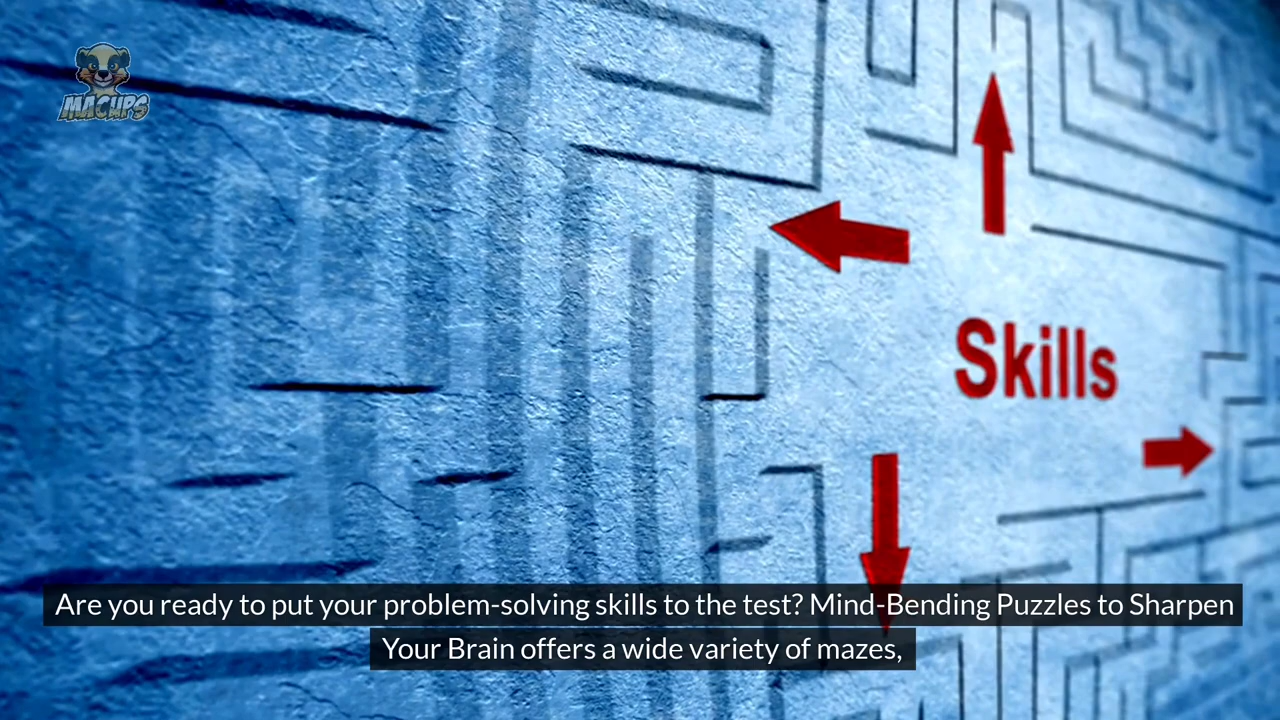 MACHPS
Skills
Are you ready to put your problem-solving skills to the test? Mind-Bending Puzzles to Sharpen
Your Brain offers a wide variety of mazes,